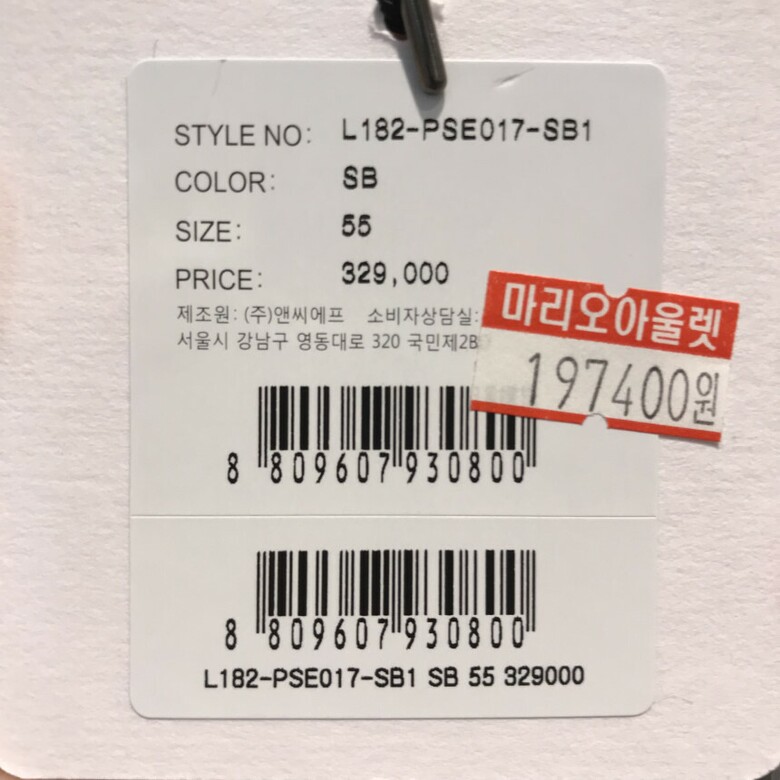 STYLE NO: L182-PSE017-SB1
COLOR: SB
SIZE: 55
PRICE: 329,000
제조원: (주)앤씨에프 소비자상담실:
서울시 강남구 영동대로 320 국민제2B
마리오아울렛
197400원
8 809607 930800
8 809607 930800
L182-PSE017-SB1 SB 55 329000